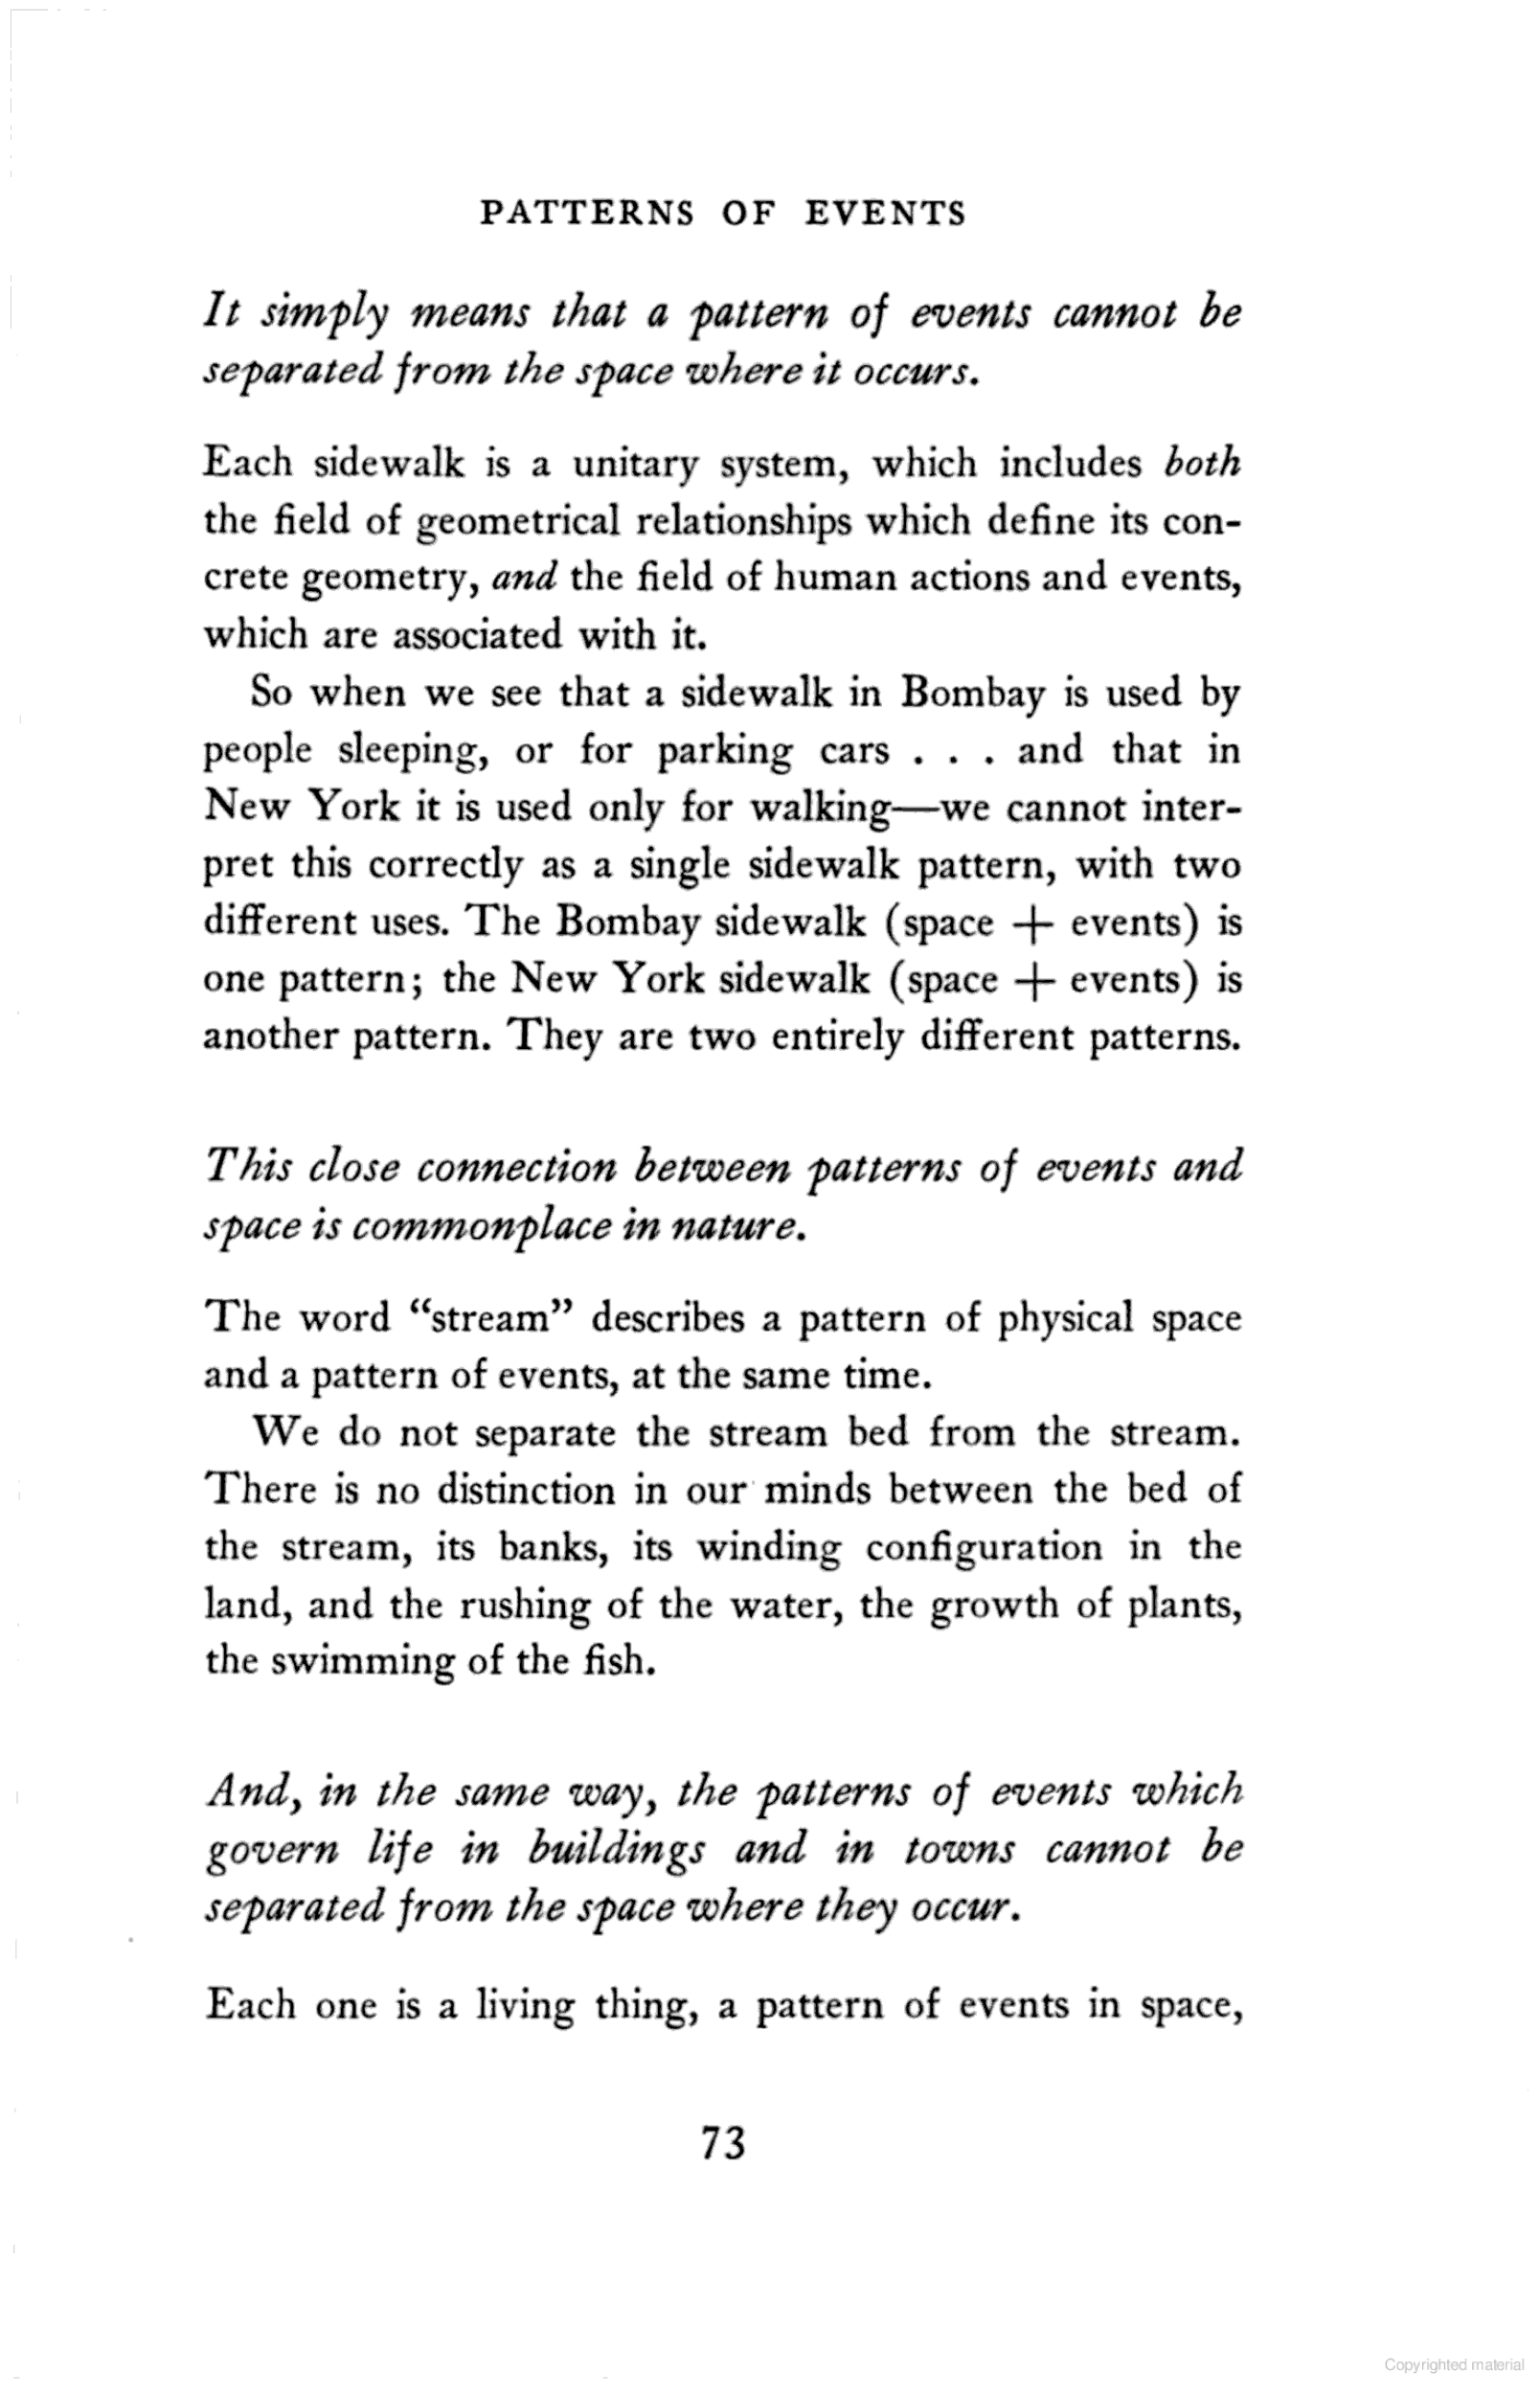 PATTERNS OF EVENTS
It simply means that a pattern of events cannot be
separated from the space where it occurs.
Each sidewalk is a unitary system, which includes both
the field of geometrical relationships which define its con-
crete geometry, and the field of human actions and events,
which are associated with it.
So when we see that a sidewalk in Bombay is used by
people sleeping, or for parking cars . . . and that in
New York it is used only for walking—we cannot inter-
pret this correctly as a single sidewalk pattern, with two
different uses. The Bombay sidewalk (space + events) is
one pattern; the New York sidewalk (space + events) is
another pattern. They are two entirely different patterns.
This close connection between patterns of events and
space is commonplace in nature.
The word “stream” describes a pattern of physical space
and a pattern of events, at the same time.
We do not separate the stream bed from the stream.
There is no distinction in our minds between the bed of
the stream, its banks, its winding configuration in the
land, and the rushing of the water, the growth of plants,
the swimming of the fish.
And, in the same way, the patterns of events which
govern life in buildings and in towns cannot be
separated from the space where they occur.
Each one is a living thing, a pattern of events in space,
73
Copyrighted material